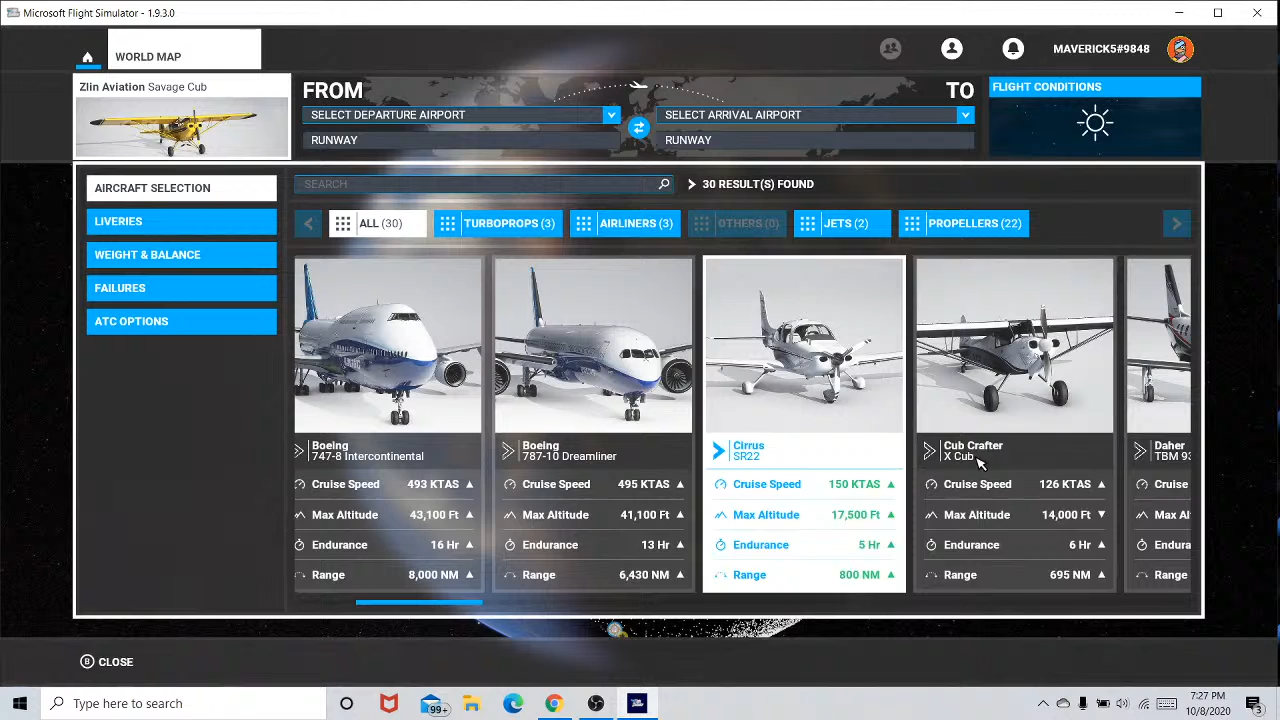 Microsoft Flight Simulator - 1.9.3.0
WORLD MAP
MAVERICK5#9848
Zlin Aviation Savage Cub
FROM
TO
SELECT DEPARTURE AIRPORT
SELECT ARRIVAL AIRPORT
RUNWAY
RUNWAY
FLIGHT CONDITIONS
AIRCRAFT SELECTION
LIVERIES
WEIGHT & BALANCE
FAILURES
ATC OPTIONS
SEARCH
30 RESULT(S) FOUND
ALL (30)
TURBOPROPS (3)
AIRLINERS (3)
OTHERS (0)
JETS (2)
PROPELLERS (22)
Boeing
747-8 Intercontinental
Cruise Speed 493 KTAS
Max Altitude 43,100 Ft
Endurance 16 Hr
Range 8,000 NM
Boeing
787-10 Dreamliner
Cruise Speed 495 KTAS
Max Altitude 41,100 Ft
Endurance 13 Hr
Range 6,430 NM
Cirrus
SR22
Cruise Speed 150 KTAS
Max Altitude 17,500 Ft
Endurance 5 Hr
Range 800 NM
Cub Crafter
X Cub
Cruise Speed 126 KTAS
Max Altitude 14,000 Ft
Endurance 6 Hr
Range 695 NM
Daher
TBM 93
Cruise
Max Al
Endura
Range
B CLOSE
Type here to search
99+
7:27 PM
10/8/2020
3